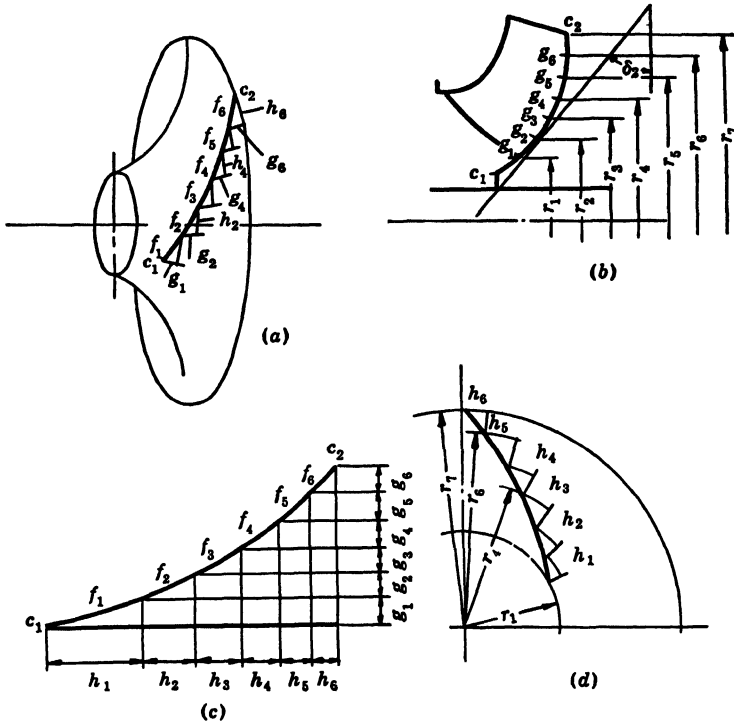 c₂
f₆
h₆
f₅
g₆
f₄
h₄
f₃
g₄
f₂
h₂
f₁
g₂
c₁
g₁
(a)
c₂
g₆
δ₂
g₅
g₄
g₃
g₂
g₁
c₁
r₁
r₂
r₃
r₄
r₅
r₆
r₇
(b)
c₂
f₆
f₅
f₄
f₃
f₂
f₁
c₁
g₆
g₅
g₄
g₃
g₂
g₁
h₁ h₂ h₃ h₄ h₅ h₆
(c)
h₆
h₅
h₄
h₃
h₂
h₁
r₇
r₆
r₄
r₁
(d)